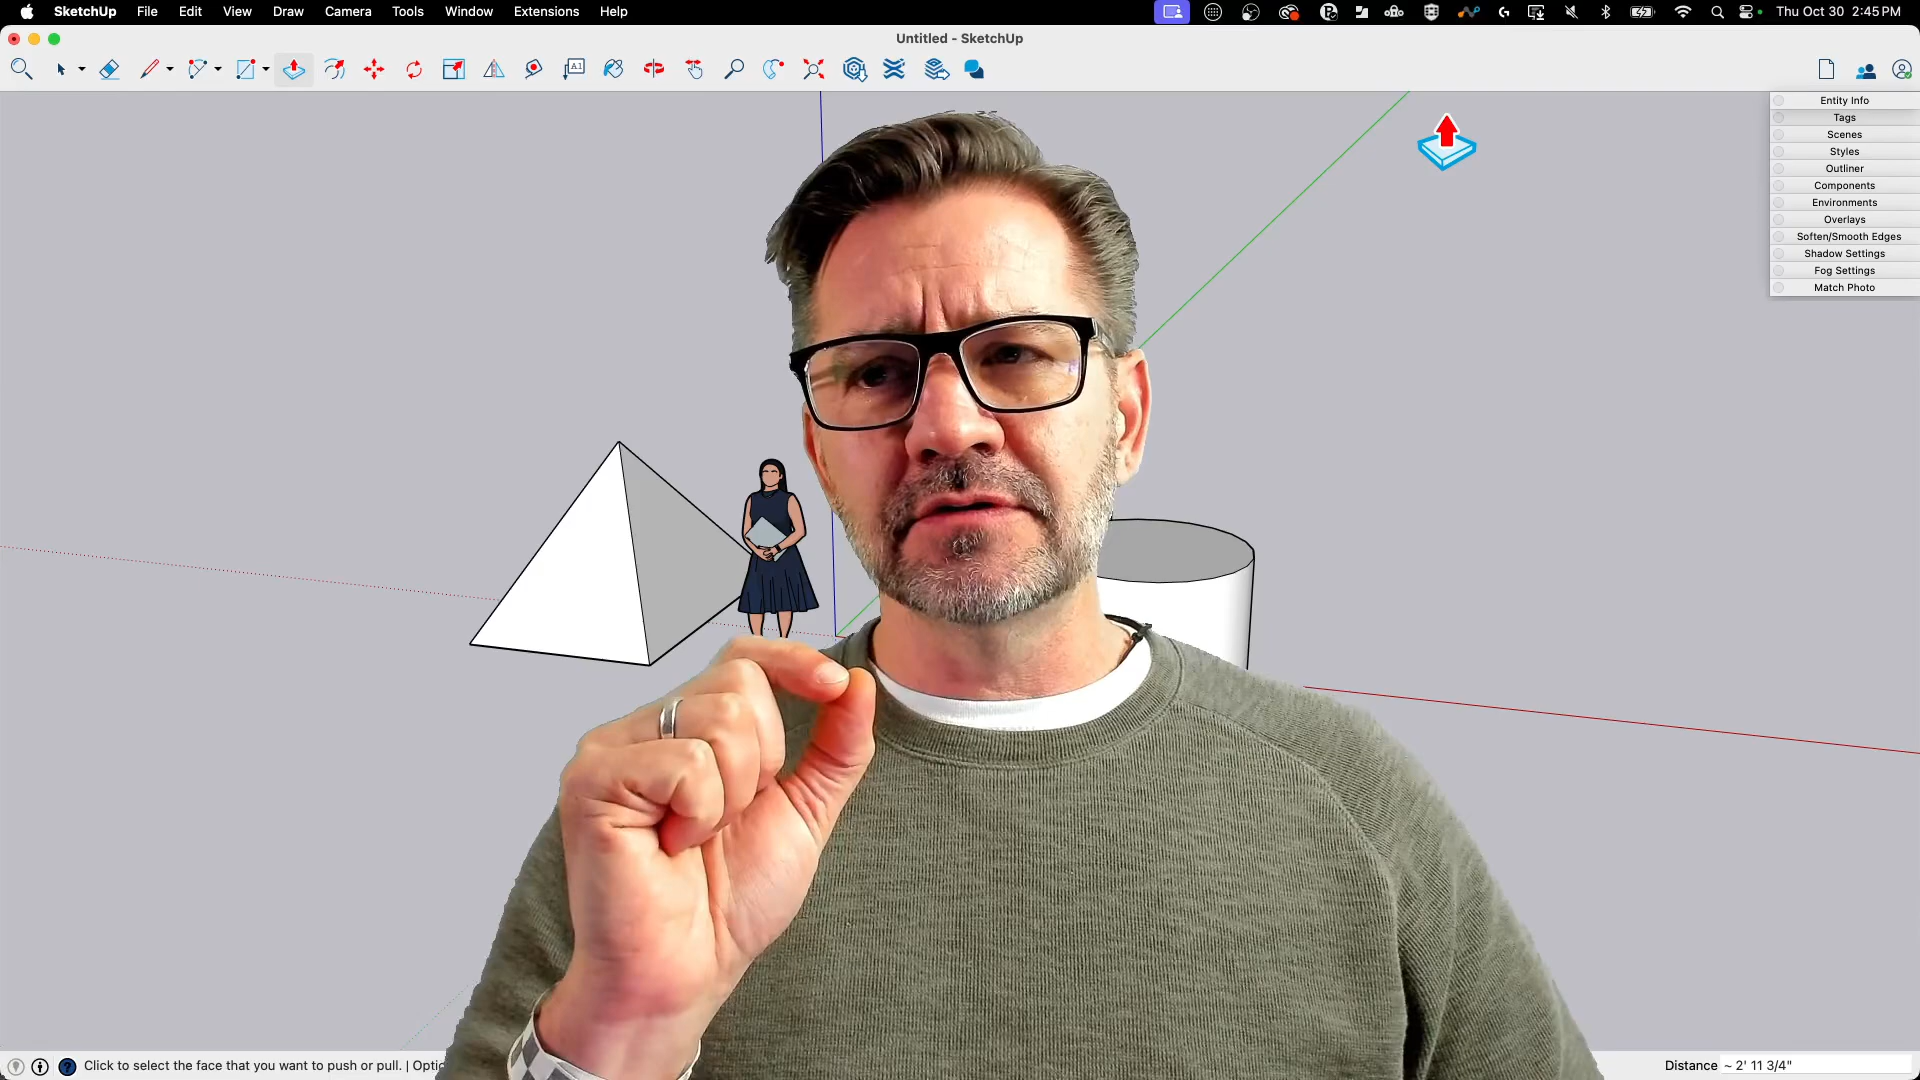 SketchUp File Edit View Draw Camera Tools Window Extensions Help Thu Oct 30 2:45 PM
Untitled - SketchUp
A1
Entity Info
Tags
Scenes
Styles
Outliner
Components
Environments
Overlays
Soften/Smooth Edges
Shadow Settings
Fog Settings
Match Photo
Click to select the face that you want to push or pull. | Optio
Distance ~ 2' 11 3/4"